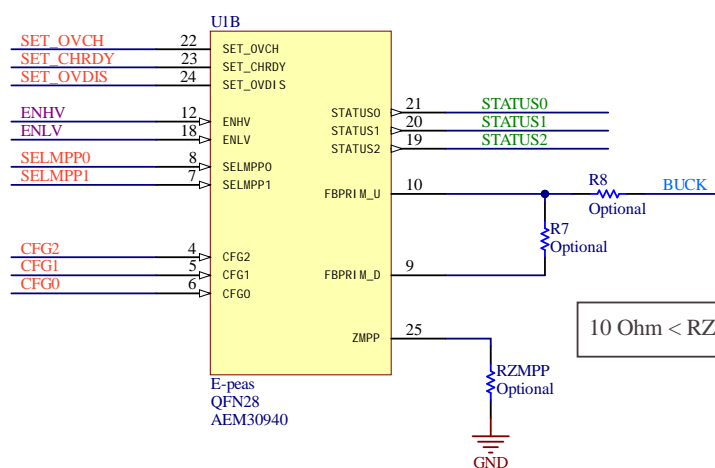 U1B
SET_OVCH 22 SET_OVCH
SET_CHRDY 23 SET_CHRDY
SET_OVDIS 24 SET_OVDIS
ENHV 12 ENHV
ENLV 18 ENLV
SELMPP0 8 SELMPP0
SELMPP1 7 SELMPP1
CFG2 4 CFG2
CFG1 5 CFG1
CFG0 6 CFG0
STATUS0 21 STATUS0
STATUS1 20 STATUS1
STATUS2 19 STATUS2
FBPRIM_U 10
R8
Optional
BUCK
R7
Optional
FBPRIM_D 9
10 Ohm < RZ
ZMPP 25
RZMPP
Optional
GND
E-peas
QFN28
AEM30940